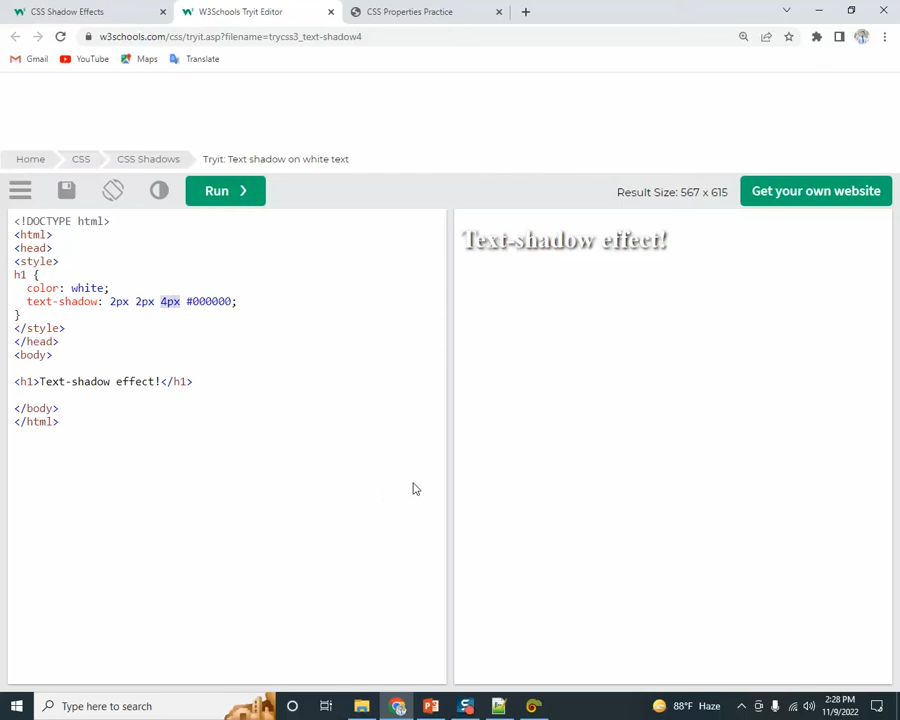 CSS Shadow Effects
W3Schools Tryit Editor
CSS Properties Practice
w3schools.com/css/tryit.asp?filename=trycss3_text-shadow4
Gmail
YouTube
Maps
Translate
Home
CSS
CSS Shadows
Tryit: Text shadow on white text
Run ❯
Result Size: 567 x 615
Get your own website
<!DOCTYPE html>
<html>
<head>
<style>
h1 {
  color: white;
  text-shadow: 2px 2px 4px #000000;
}
</style>
</head>
<body>
<h1>Text-shadow effect!</h1>
</body>
</html>
Text-shadow effect!
Type here to search
88°F Haze
2:28 PM
11/9/2022